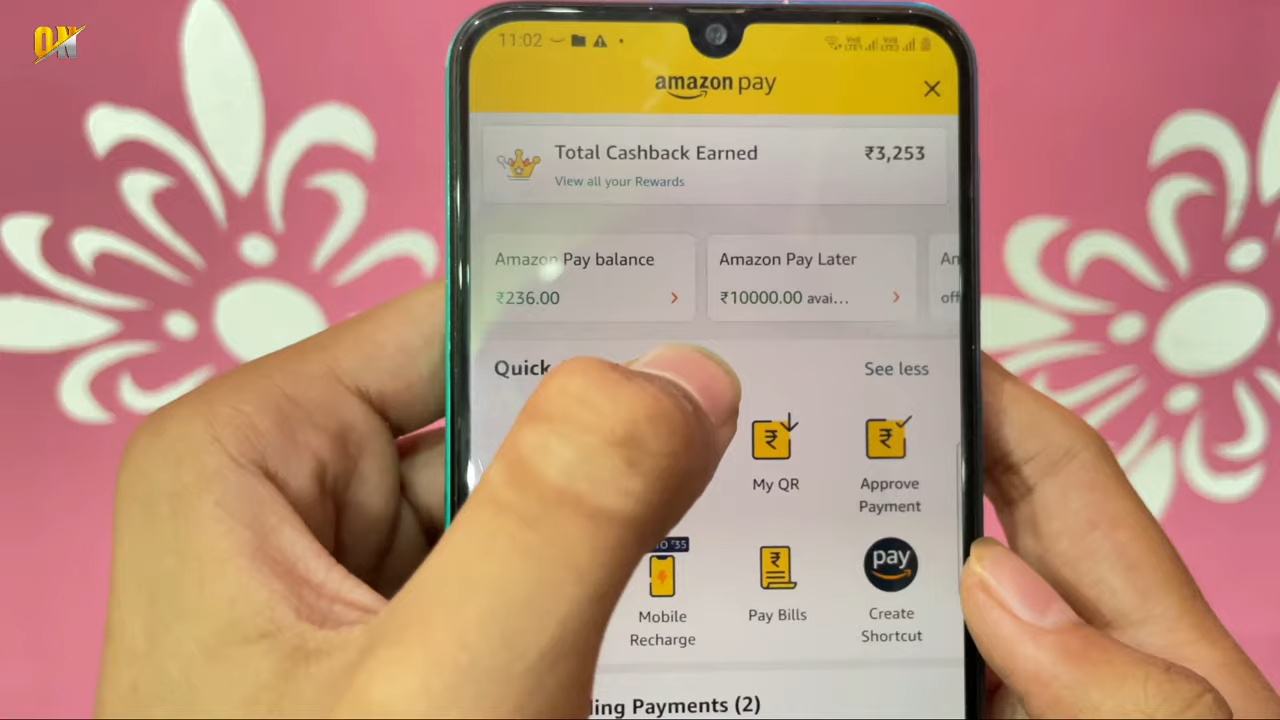 ON
11:02
amazon pay
Total Cashback Earned
₹3,253
View all your Rewards
Amazon Pay balance
₹236.00
Amazon Pay Later
₹10000.00 avai...
Quick
See less
My QR
Approve
Payment
₹35
Mobile
Recharge
Pay Bills
pay
Create
Shortcut
Payments (2)